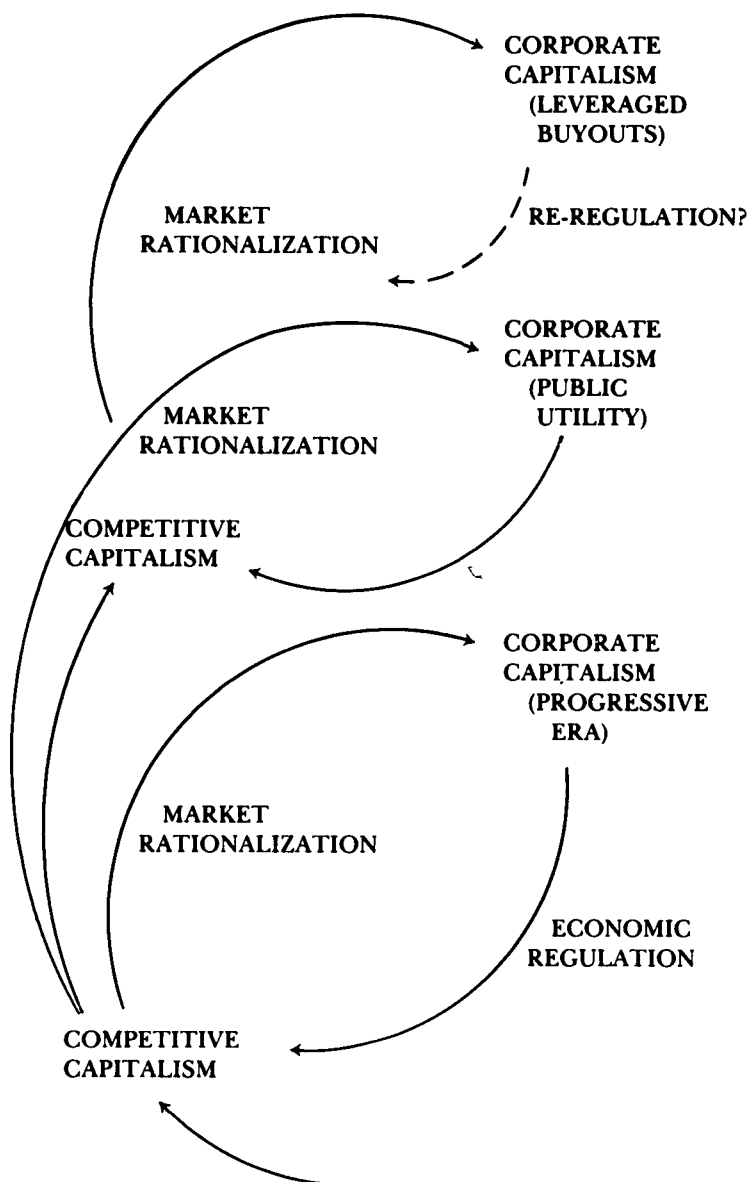 CORPORATE
CAPITALISM
(LEVERAGED
BUYOUTS)
MARKET
RATIONALIZATION
RE-REGULATION?
CORPORATE
CAPITALISM
(PUBLIC
UTILITY)
MARKET
RATIONALIZATION
COMPETITIVE
CAPITALISM
CORPORATE
CAPITALISM
(PROGRESSIVE
ERA)
MARKET
RATIONALIZATION
ECONOMIC
REGULATION
COMPETITIVE
CAPITALISM